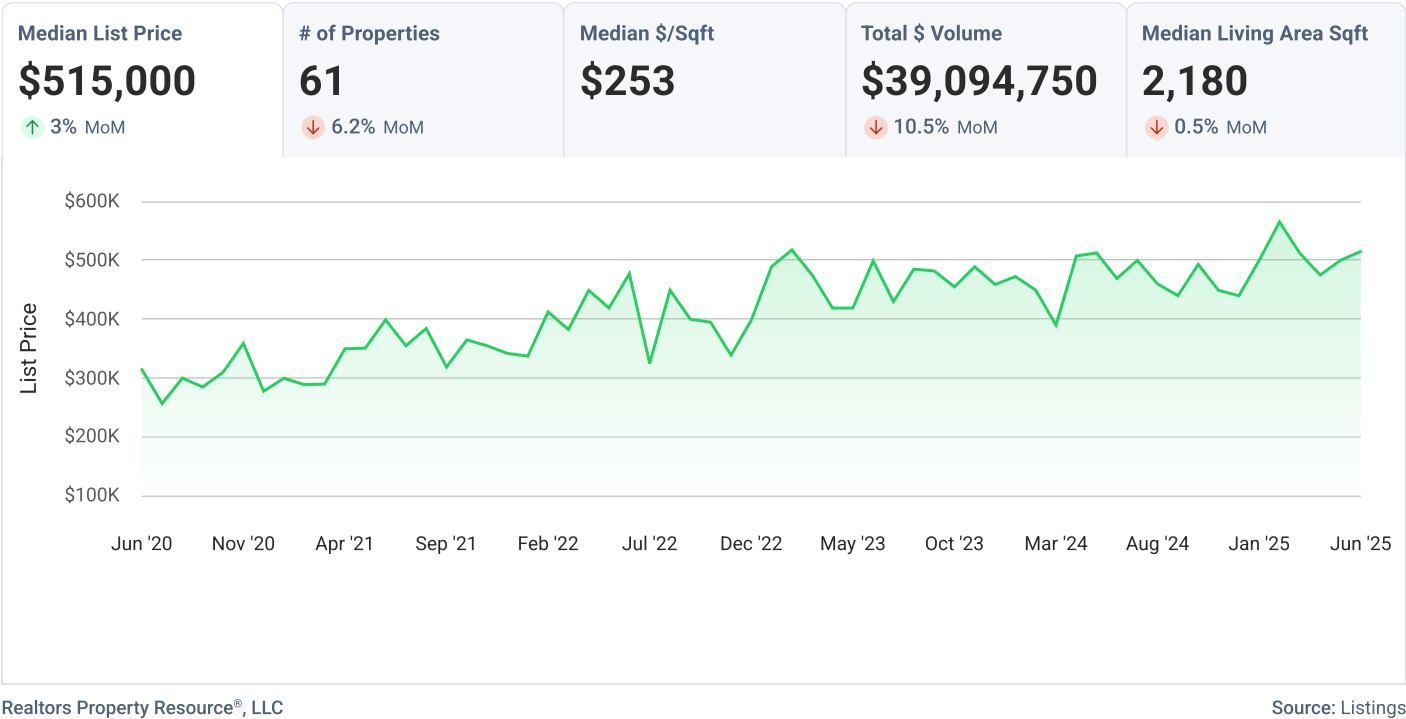 Median List Price
$515,000
3% MoM
# of Properties
61
6.2% MoM
Median $/Sqft
$253
Total $ Volume
$39,094,750
10.5% MoM
Median Living Area Sqft
2,180
0.5% MoM
List Price
$600K
$500K
$400K
$300K
$200K
$100K
Jun '20 Nov '20 Apr '21 Sep '21 Feb '22 Jul '22 Dec '22 May '23 Oct '23 Mar '24 Aug '24 Jan '25 Jun '25
Realtors Property Resource®, LLC
Source: Listings